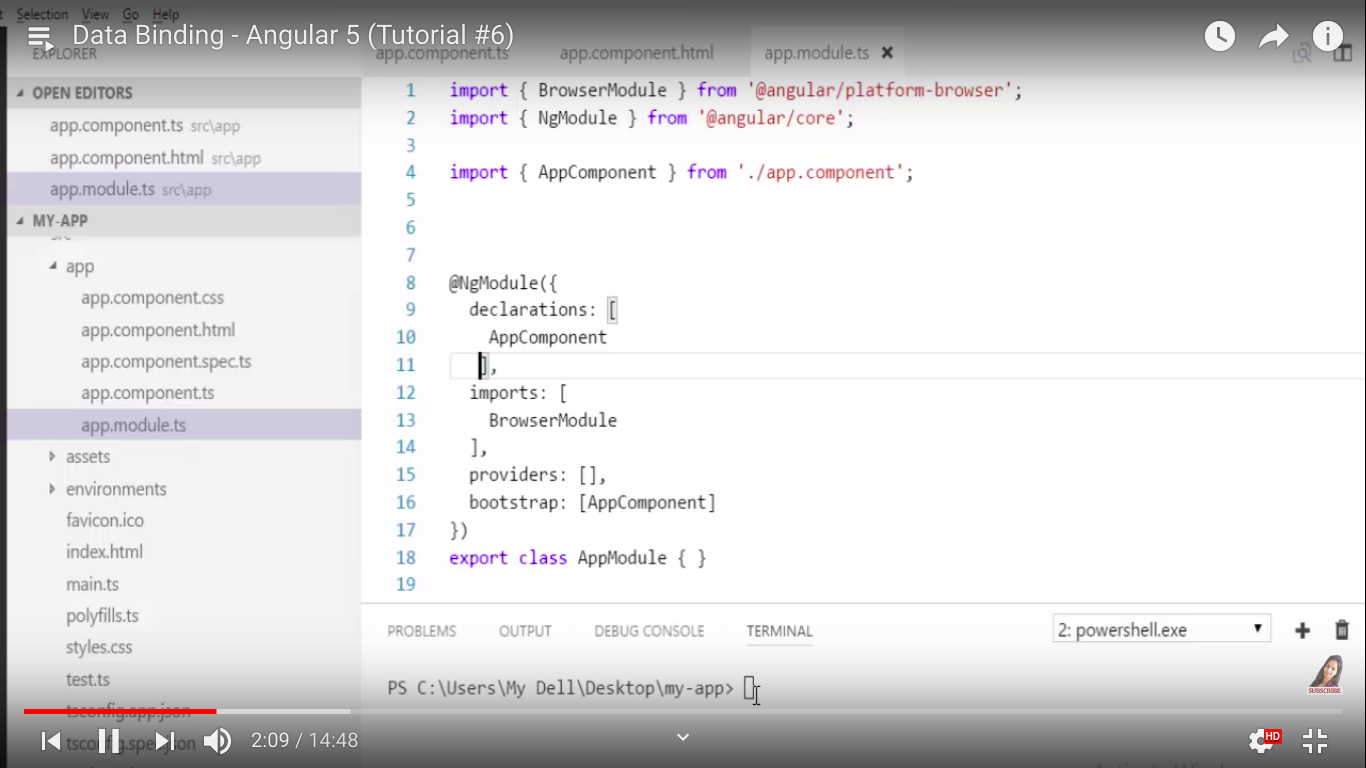 Selection View Go Help
Data Binding - Angular 5 (Tutorial #6)
EXPLORER
app.component.ts app.component.html app.module.ts ×
OPEN EDITORS
app.component.ts src\app
app.component.html src\app
app.module.ts src\app
MY-APP
src
app
app.component.css
app.component.html
app.component.spec.ts
app.component.ts
app.module.ts
assets
environments
favicon.ico
index.html
main.ts
polyfills.ts
styles.css
test.ts
tsconfig.app.json
tsconfig.spec.json
1 import { BrowserModule } from '@angular/platform-browser';
2 import { NgModule } from '@angular/core';
3
4 import { AppComponent } from './app.component';
5
6
7
8 @NgModule({
9 declarations: [
10 AppComponent
11 ],
12 imports: [
13 BrowserModule
14 ],
15 providers: [],
16 bootstrap: [AppComponent]
17 })
18 export class AppModule { }
19
PROBLEMS OUTPUT DEBUG CONSOLE TERMINAL 2: powershell.exe
PS C:\Users\My Dell\Desktop\my-app>
SUBSCRIBE
2:09 / 14:48
HD